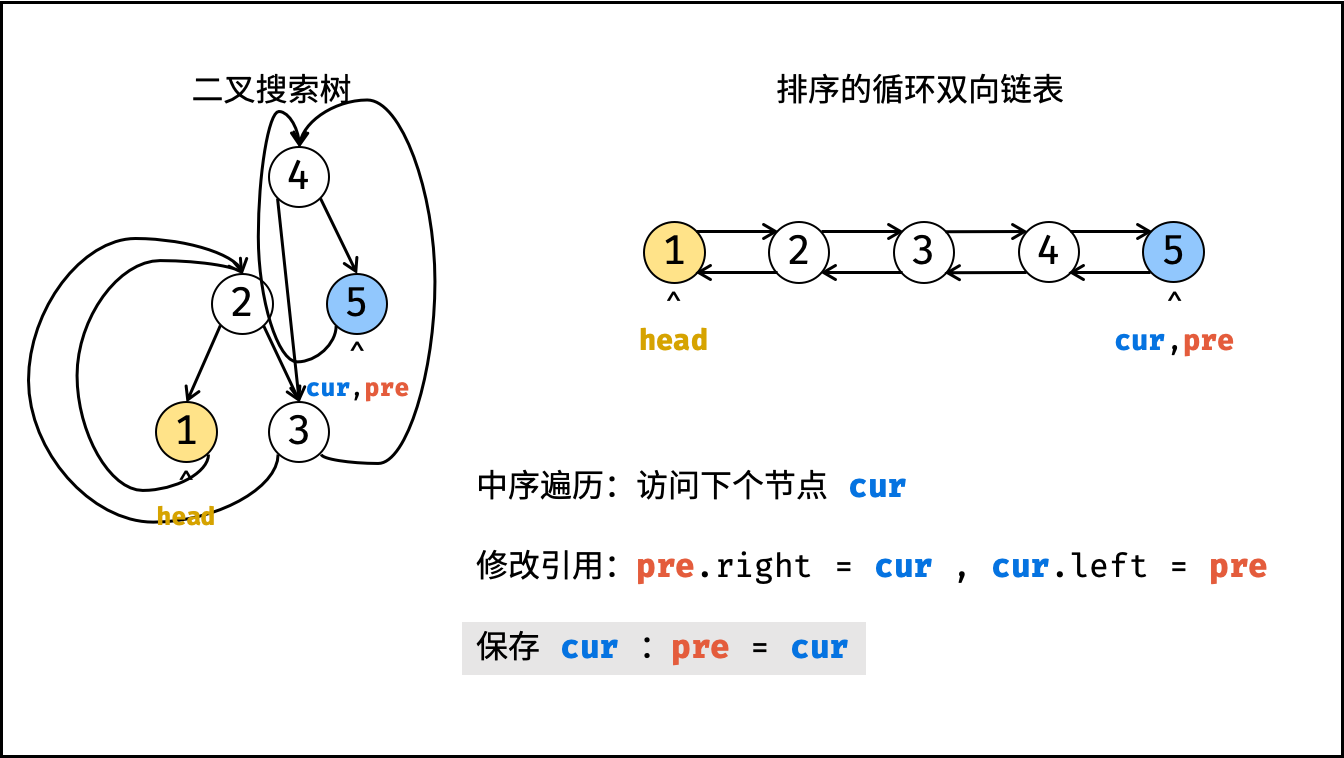 二叉搜索树
4
2
5
^
cur,pre
1
3
^
head
排序的循环双向链表
1 2 3 4 5
^ ^
head cur,pre
中序遍历：访问下个节点 cur
修改引用：pre.right = cur , cur.left = pre
保存 cur ：pre = cur